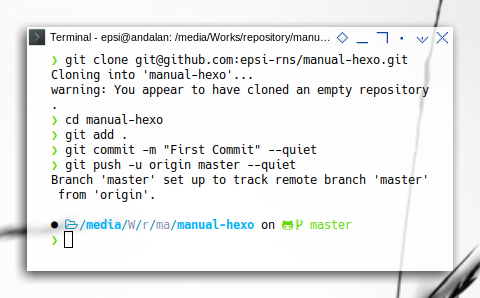 Terminal - epsi@andalan: /media/Works/repository/manu...
❯ git clone git@github.com:epsi-rns/manual-hexo.git
Cloning into 'manual-hexo'...
warning: You appear to have cloned an empty repository
.
❯ cd manual-hexo
❯ git add .
❯ git commit -m "First Commit" --quiet
❯ git push -u origin master --quiet
Branch 'master' set up to track remote branch 'master'
from 'origin'.
● /media/W/r/ma/manual-hexo on master
❯